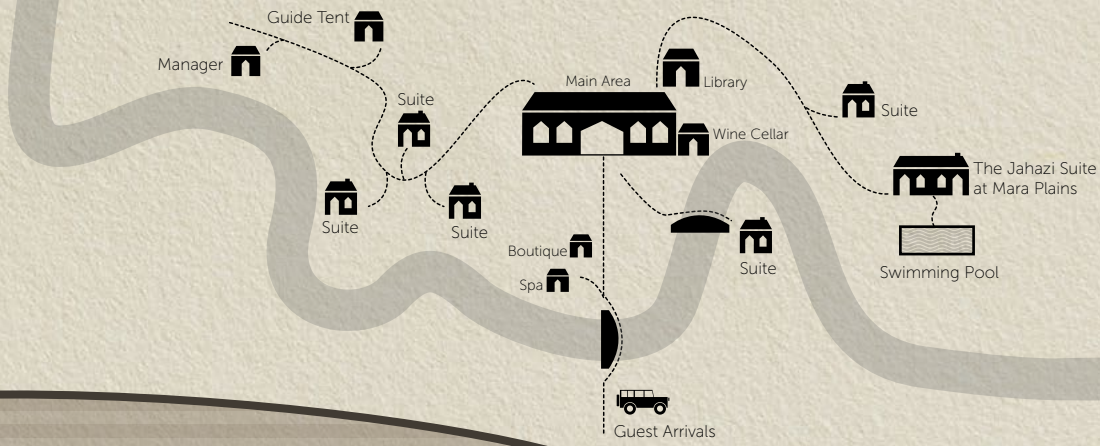 Guide Tent
Manager
Main Area
Library
Suite
Suite
Wine Cellar
The Jahazi Suite
at Mara Plains
Suite
Suite
Boutique
Suite
Swimming Pool
Spa
Guest Arrivals